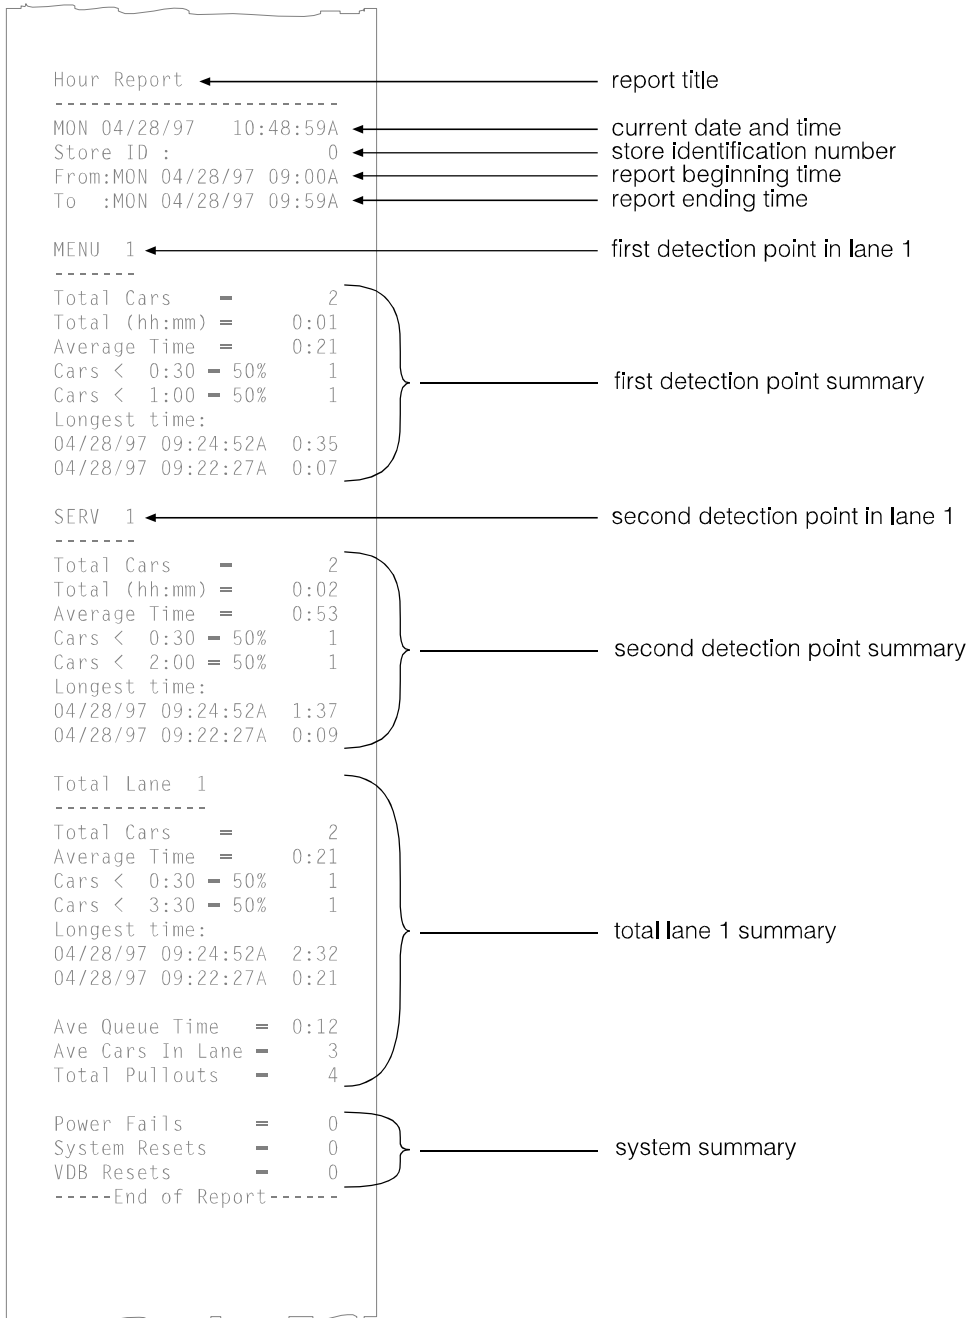 Hour Report report title
------------------------
MON 04/28/97 10:48:59A current date and time
Store ID : 0 store identification number
From:MON 04/28/97 09:00A report beginning time
To :MON 04/28/97 09:59A report ending time
MENU 1 first detection point in lane 1
-------
Total Cars = 2
Total (hh:mm) = 0:01
Average Time = 0:21
Cars < 0:30 = 50% 1
Cars < 1:00 = 50% 1
first detection point summary
Longest time:
04/28/97 09:24:52A 0:35
04/28/97 09:22:27A 0:07
SERV 1 second detection point in lane 1
-------
Total Cars = 2
Total (hh:mm) = 0:02
Average Time = 0:53
Cars < 0:30 = 50% 1
second detection point summary
Cars < 2:00 = 50% 1
Longest time:
04/28/97 09:24:52A 1:37
04/28/97 09:22:27A 0:09
Total Lane 1
-------------
Total Cars = 2
Average Time = 0:21
Cars < 0:30 = 50% 1
Cars < 3:30 = 50% 1
Longest time:
total lane 1 summary
04/28/97 09:24:52A 2:32
04/28/97 09:22:27A 0:21
Ave Queue Time = 0:12
Ave Cars In Lane = 3
Total Pullouts = 4
Power Fails = 0
System Resets = 0 system summary
VDB Resets = 0
-----End of Report------